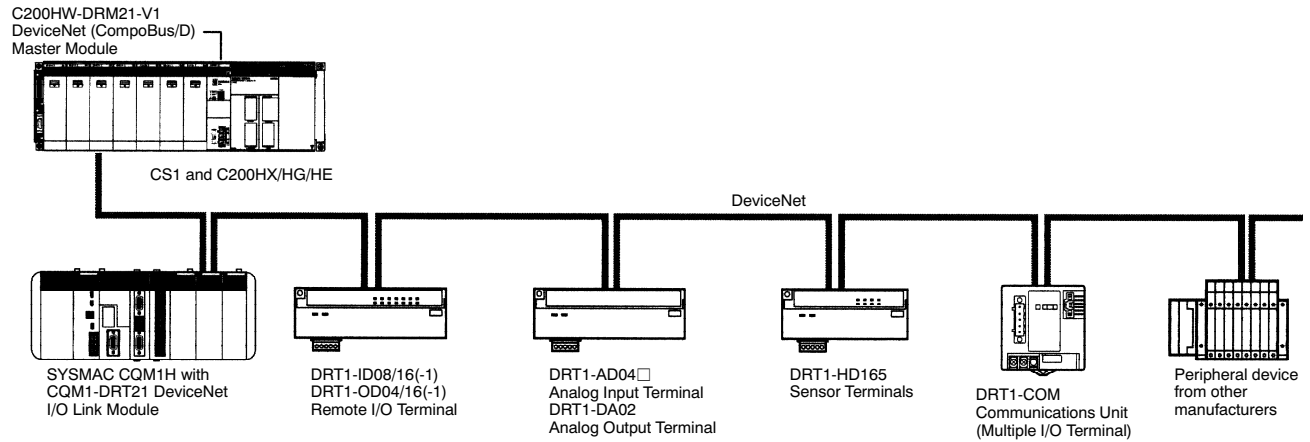 C200HW-DRM21-V1
DeviceNet (CompoBus/D)
Master Module
CS1 and C200HX/HG/HE
DeviceNet
SYSMAC CQM1H with
CQM1-DRT21 DeviceNet
I/O Link Module
DRT1-ID08/16(-1)
DRT1-OD04/16(-1)
Remote I/O Terminal
DRT1-AD04□
Analog Input Terminal
DRT1-DA02
Analog Output Terminal
DRT1-HD165
Sensor Terminals
DRT1-COM
Communications Unit
(Multiple I/O Terminal)
Peripheral device
from other
manufacturers